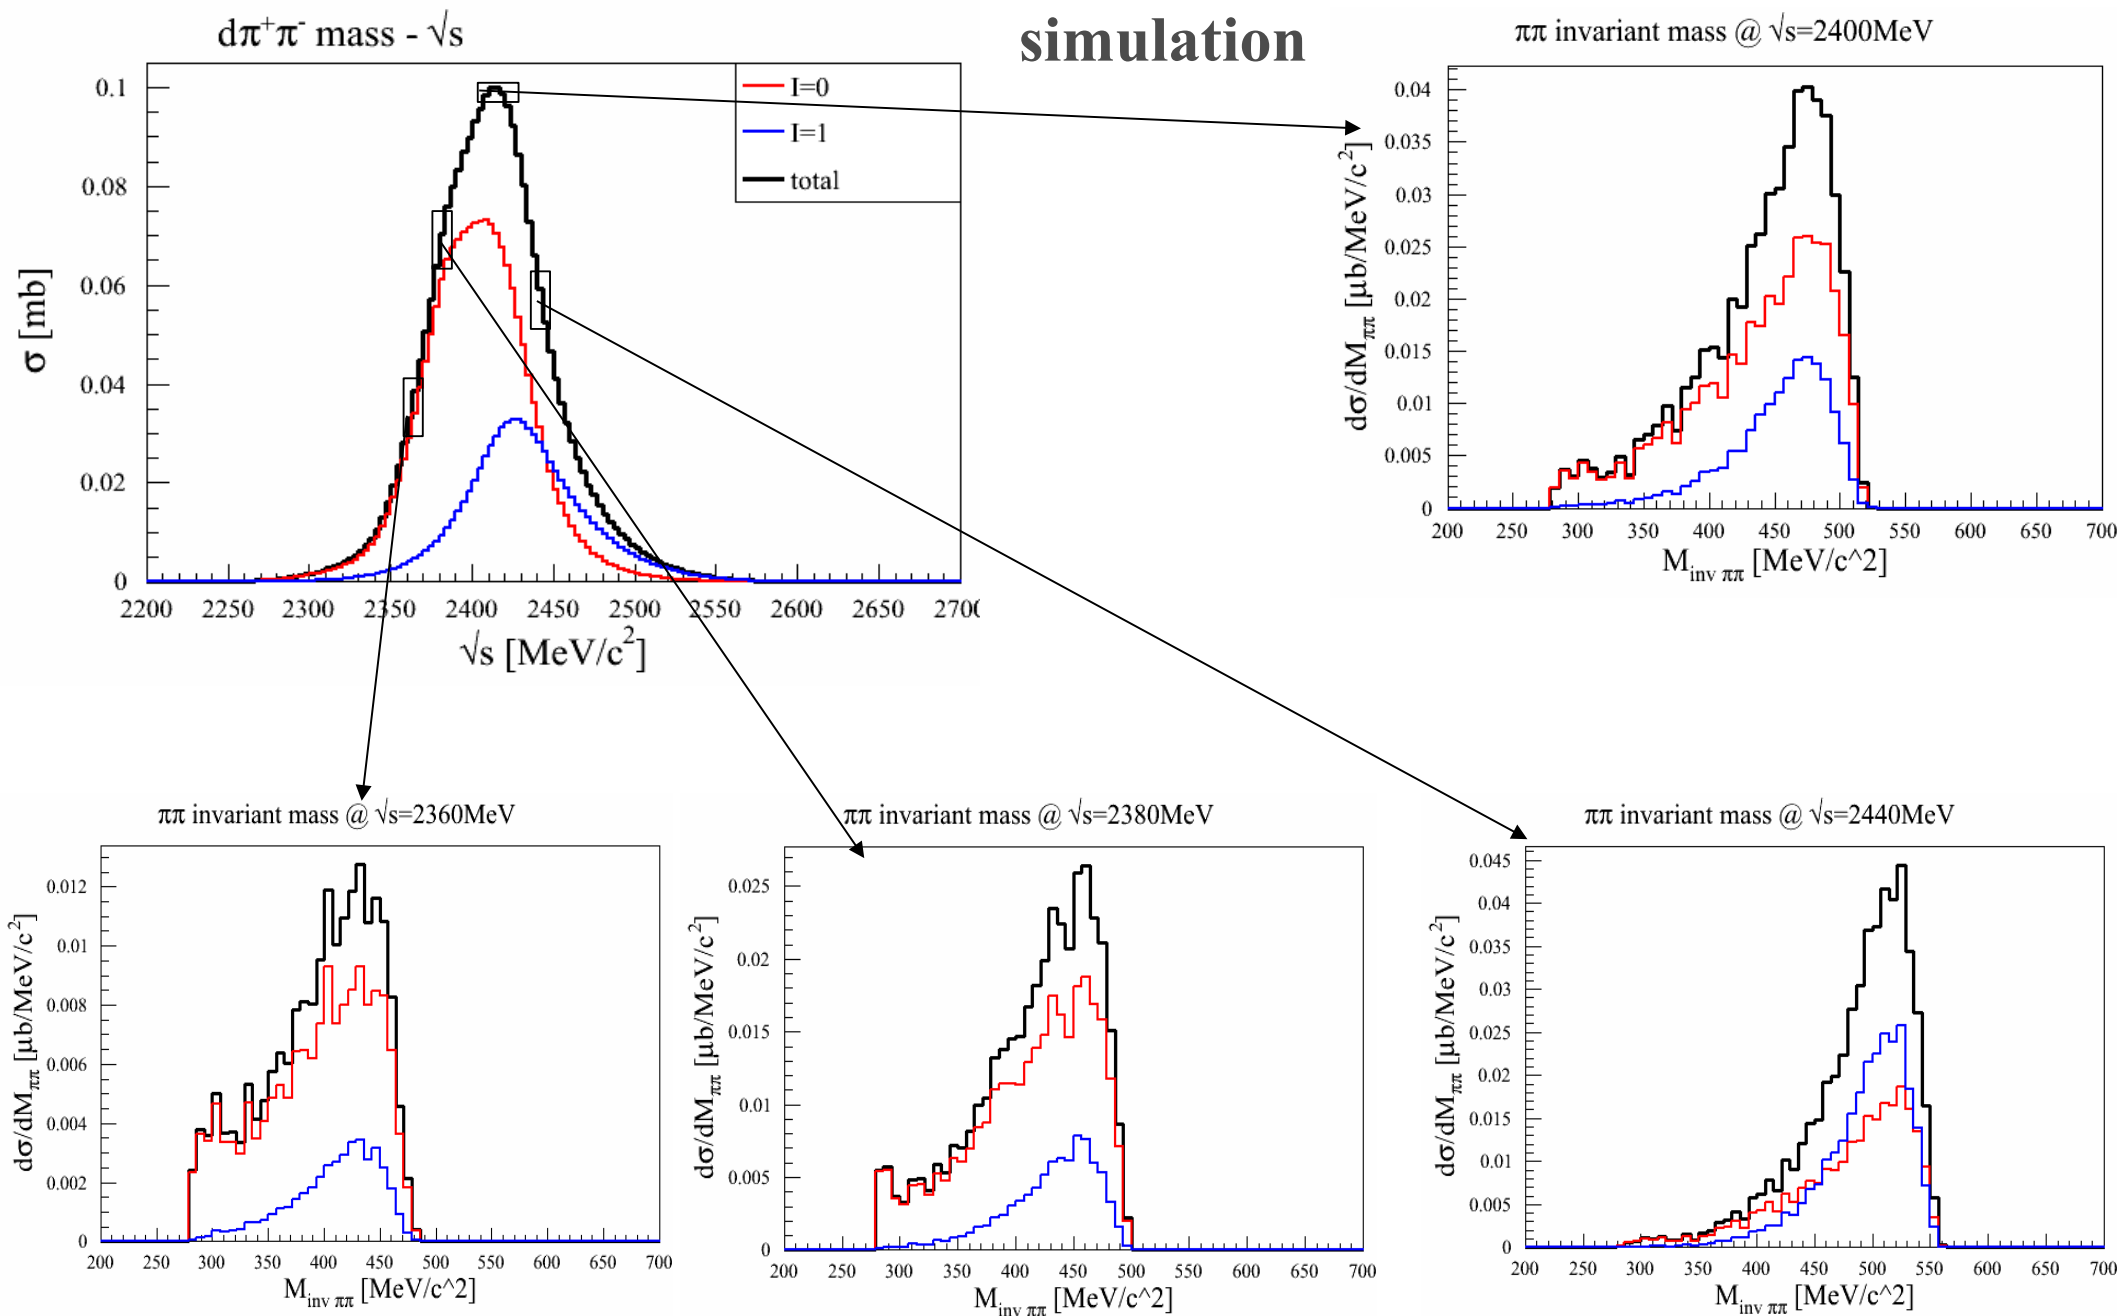 simulation
dπ⁺π⁻ mass - √s
I=0
I=1
total
0.1
0.08
0.06
0.04
0.02
0
σ [mb]
2200 2250 2300 2350 2400 2450 2500 2550 2600 2650 2700
√s [MeV/c²]
ππ invariant mass @ √s=2400MeV
0.04
0.035
0.03
0.025
0.02
0.015
0.01
0.005
0
dσ/dM_ππ [μb/MeV/c²]
200 250 300 350 400 450 500 550 600 650 700
M_inv ππ [MeV/c^2]
ππ invariant mass @ √s=2360MeV
0.012
0.01
0.008
0.006
0.004
0.002
0
dσ/dM_ππ [μb/MeV/c²]
200 250 300 350 400 450 500 550 600 650 700
M_inv ππ [MeV/c^2]
ππ invariant mass @ √s=2380MeV
0.025
0.02
0.015
0.01
0.005
0
dσ/dM_ππ [μb/MeV/c²]
200 250 300 350 400 450 500 550 600 650 700
M_inv ππ [MeV/c^2]
ππ invariant mass @ √s=2440MeV
0.045
0.04
0.035
0.03
0.025
0.02
0.015
0.01
0.005
0
dσ/dM_ππ [μb/MeV/c²]
200 250 300 350 400 450 500 550 600 650 700
M_inv ππ [MeV/c^2]